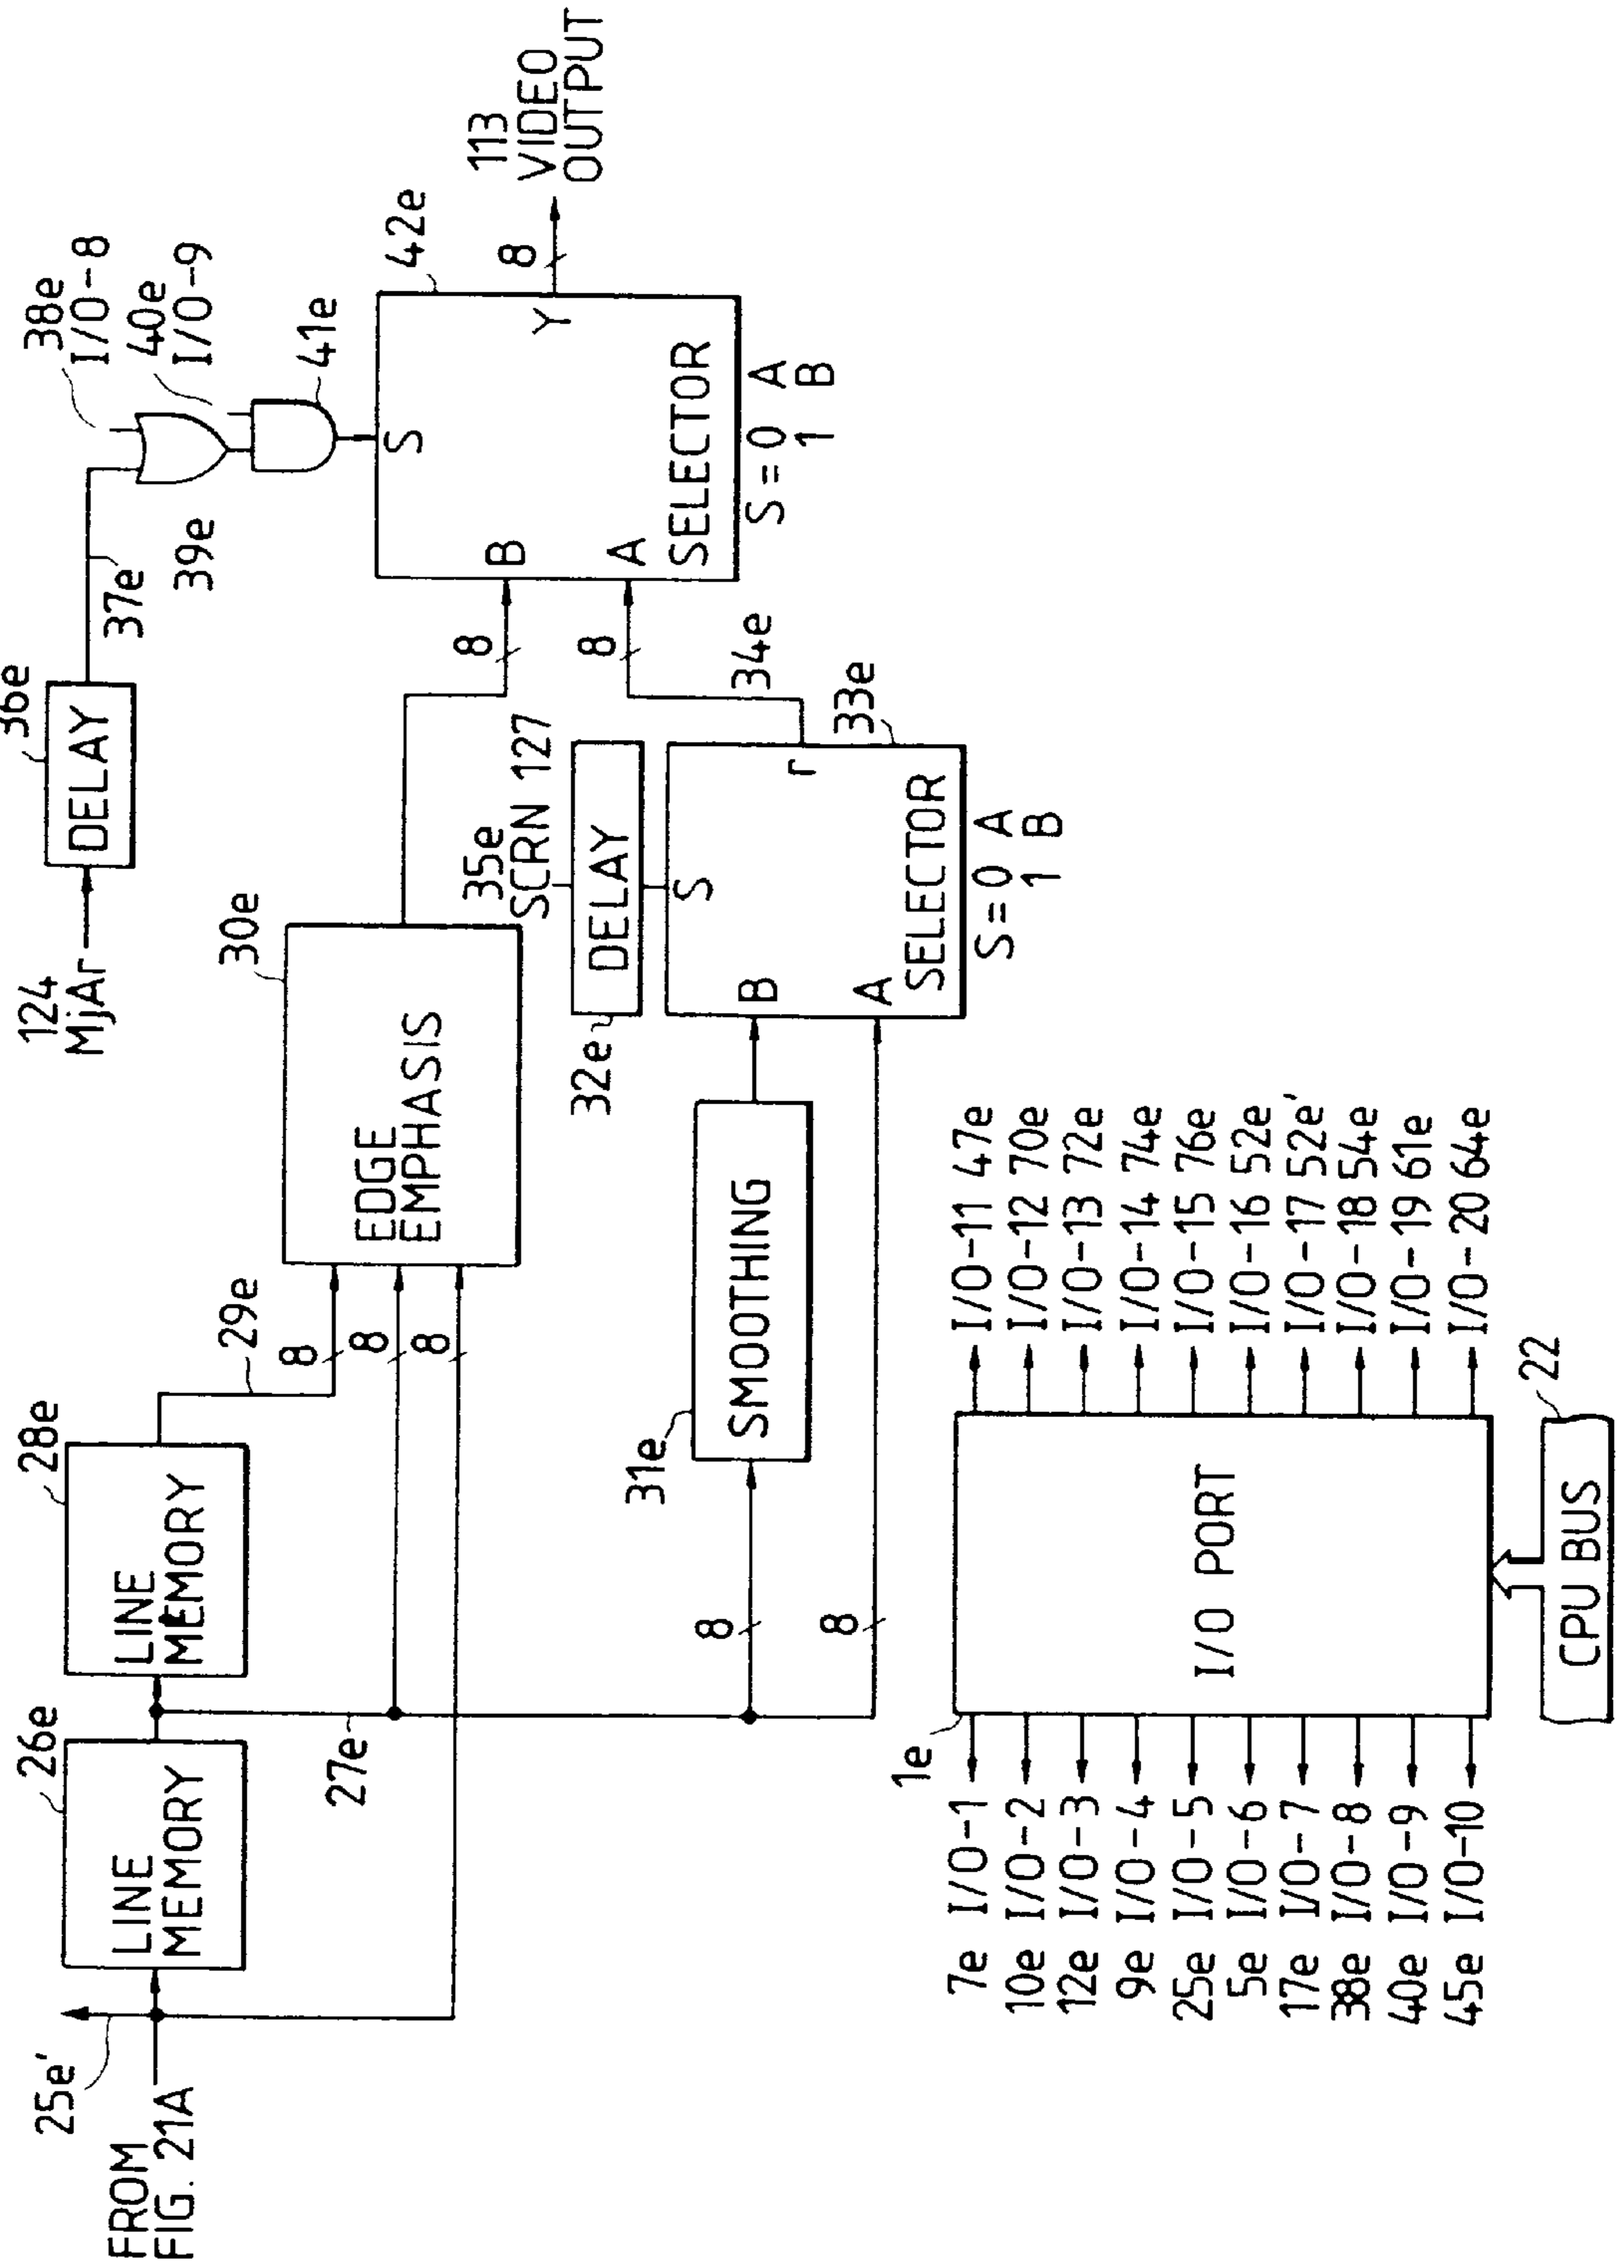 FROM
FIG. 21A
25e'
26e
LINE
MEMORY
27e
28e
LINE
MEMORY
29e
8
8
8
30e
EDGE
EMPHASIS
124
MjAr
36e
DELAY
37e
39e
38e
I/O-8
40e
I/O-9
41e
42e
S
B
A
Y
SELECTOR
S=0 A
1 B
8
8
8
113
VIDEO
OUTPUT
8
8
31e
SMOOTHING
32e
35e
SCRN 127
DELAY
33e
34e
S
B
A
r
SELECTOR
S=0 A
1 B
1e
I/O PORT
7e I/O-1
10e I/O-2
12e I/O-3
9e I/O-4
25e I/O-5
5e I/O-6
17e I/O-7
38e I/O-8
40e I/O-9
45e I/O-10
I/O-11 47e
I/O-12 70e
I/O-13 72e
I/O-14 74e
I/O-15 76e
I/O-16 52e
I/O-17 52e'
I/O-18 54e
I/O-19 61e
I/O-20 64e
22
CPU BUS